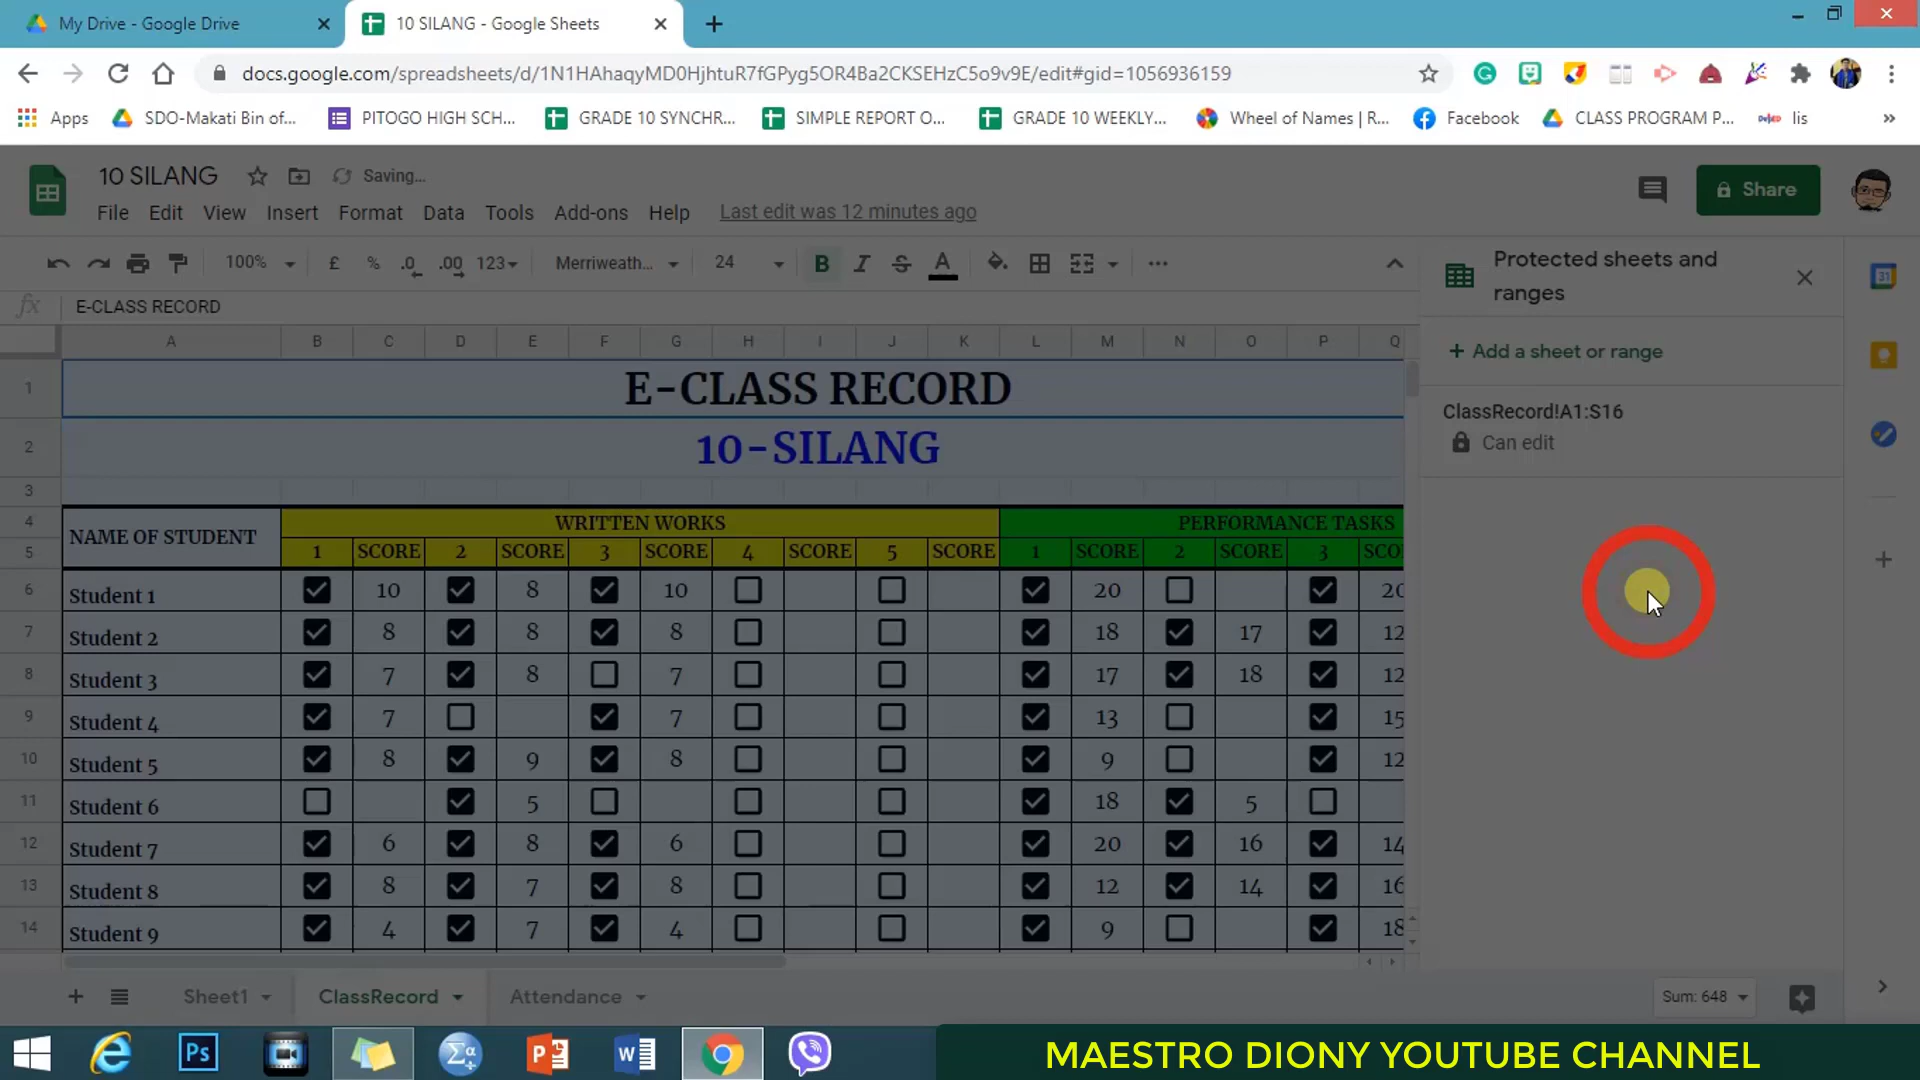 My Drive - Google Drive
10 SILANG - Google Sheets
docs.google.com/spreadsheets/d/1N1HAhaqyMD0HjhtuR7fGPyg5OR4Ba2CKSEHzC5o9v9E/edit#gid=1056936159
Apps SDO-Makati Bin of... PITOGO HIGH SCH... GRADE 10 SYNCHR... SIMPLE REPORT O... GRADE 10 WEEKLY... Wheel of Names | R... Facebook CLASS PROGRAM P... lis »
10 SILANG Saving...
Share
File Edit View Insert Format Data Tools Add-ons Help Last edit was 12 minutes ago
100% £ % .0 .00 123 Merriweath... 24 B I S A
Protected sheets and
ranges
fx E-CLASS RECORD
+ Add a sheet or range
ClassRecord!A1:S16
Can edit
A B C D E F G H I J K L M N O P Q
1 E-CLASS RECORD
2 10-SILANG
3
4 NAME OF STUDENT WRITTEN WORKS PERFORMANCE TASKS
5 1 SCORE 2 SCORE 3 SCORE 4 SCORE 5 SCORE 1 SCORE 2 SCORE 3 SCO
6 Student 1 10 8 10 20 20
7 Student 2 8 8 8 18 17 12
8 Student 3 7 8 7 17 18 12
9 Student 4 7 7 13 15
10 Student 5 8 9 8 9 12
11 Student 6 5 18 5
12 Student 7 6 8 6 20 16 14
13 Student 8 8 7 8 12 14 16
14 Student 9 4 7 4 9 18
Sheet1 ClassRecord Attendance Sum: 648
MAESTRO DIONY YOUTUBE CHANNEL